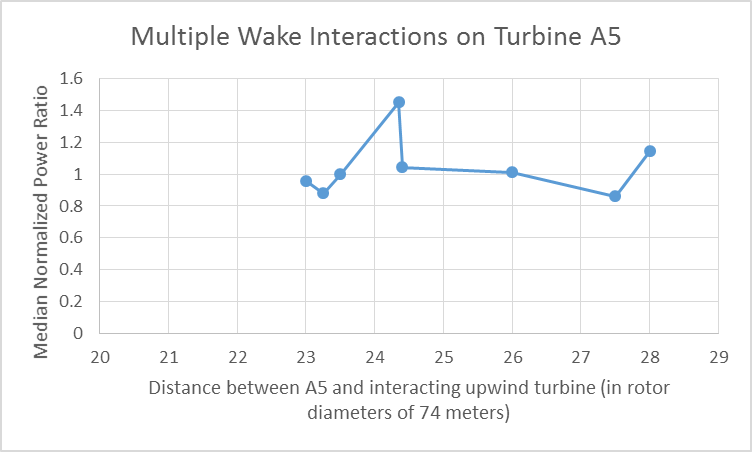 Multiple Wake Interactions on Turbine A5
Median Normalized Power Ratio
1.6
1.4
1.2
1
0.8
0.6
0.4
0.2
0
20 21 22 23 24 25 26 27 28 29
Distance between A5 and interacting upwind turbine (in rotor
diameters of 74 meters)